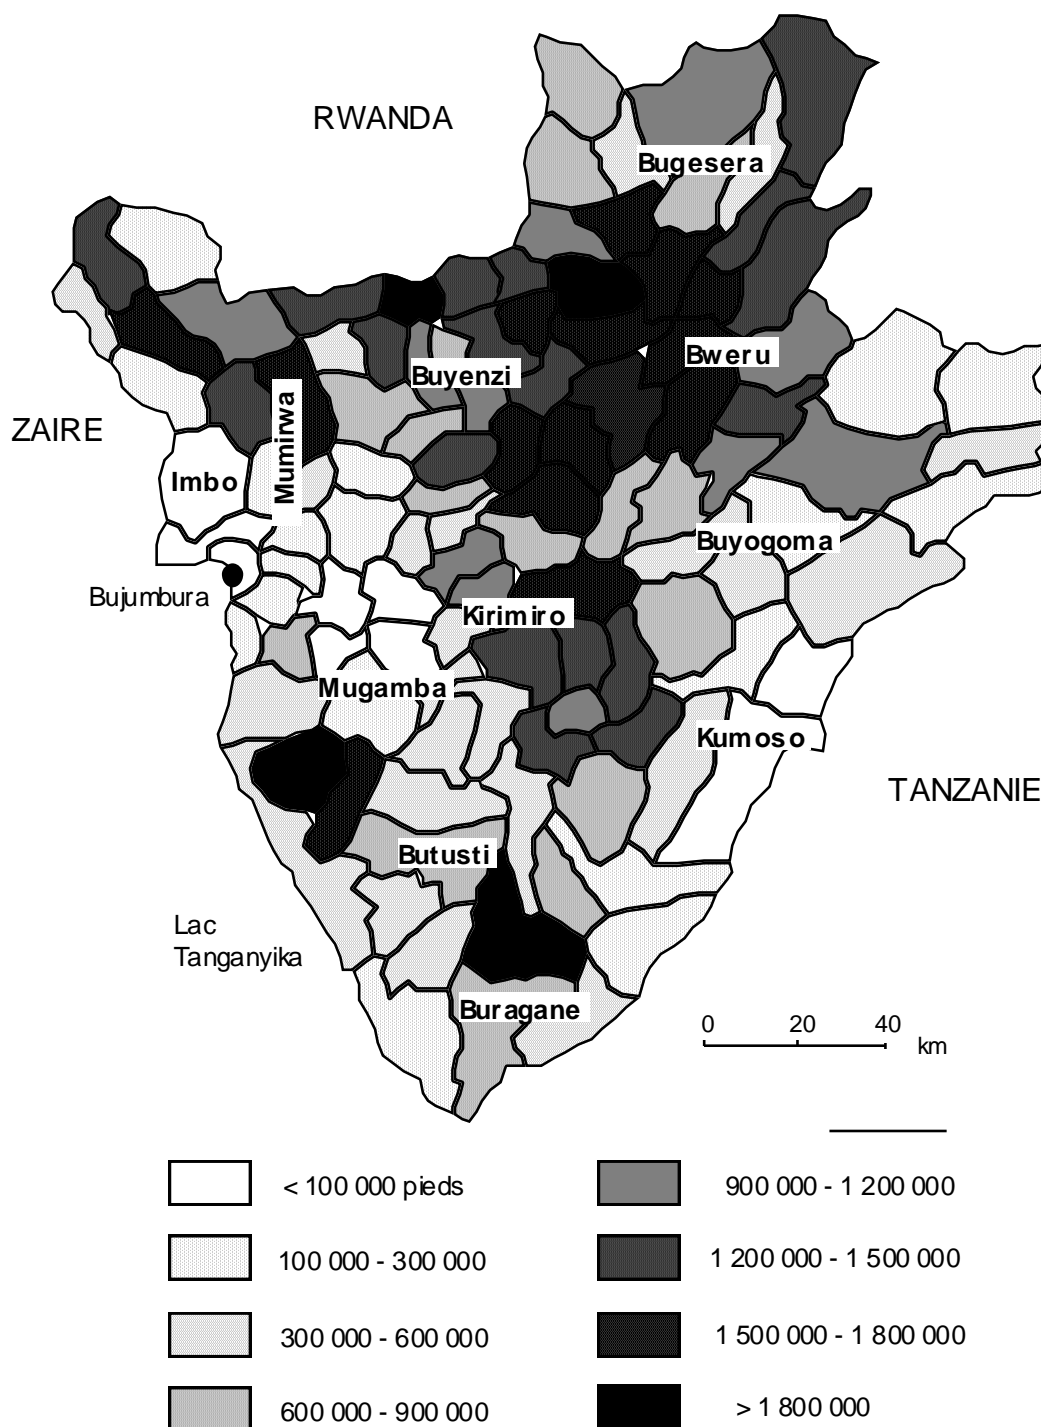 RWANDA
Bugesera
Bweru
Buyenzi
ZAIRE
Mumirwa
Imbo
Buyogoma
Bujumbura
Kirimiro
Mugamba
Kumoso
TANZANIE
Butusti
Lac
Tanganyika
Buragane
0 20 40
km
< 100 000 pieds
900 000 - 1 200 000
100 000 - 300 000
1 200 000 - 1 500 000
300 000 - 600 000
1 500 000 - 1 800 000
600 000 - 900 000
> 1 800 000